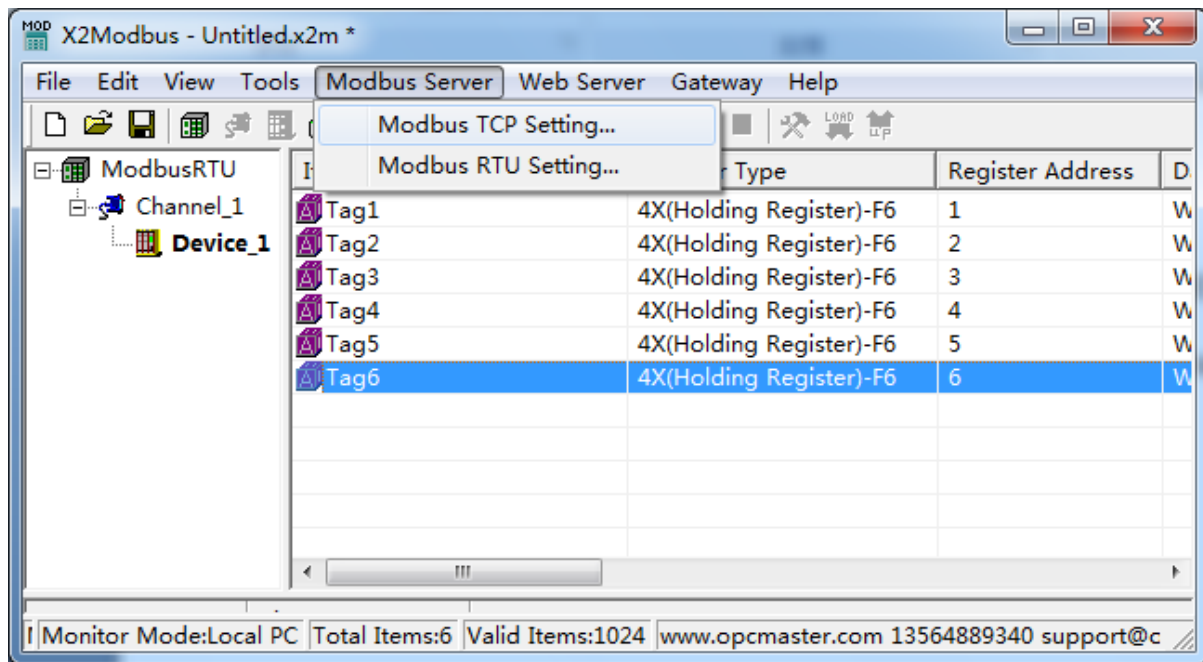 MOD
X2Modbus - Untitled.x2m *
File Edit View Tools Modbus Server Web Server Gateway Help
Modbus TCP Setting...
LOAD UP
Modbus RTU Setting...
ModbusRTU
Type Register Address
Channel_1
Tag1 4X(Holding Register)-F6 1 W
Device_1
Tag2 4X(Holding Register)-F6 2 W
Tag3 4X(Holding Register)-F6 3 W
Tag4 4X(Holding Register)-F6 4 W
Tag5 4X(Holding Register)-F6 5 W
Tag6 4X(Holding Register)-F6 6 W
Monitor Mode:Local PC Total Items:6 Valid Items:1024 www.opcmaster.com 13564889340 support@c